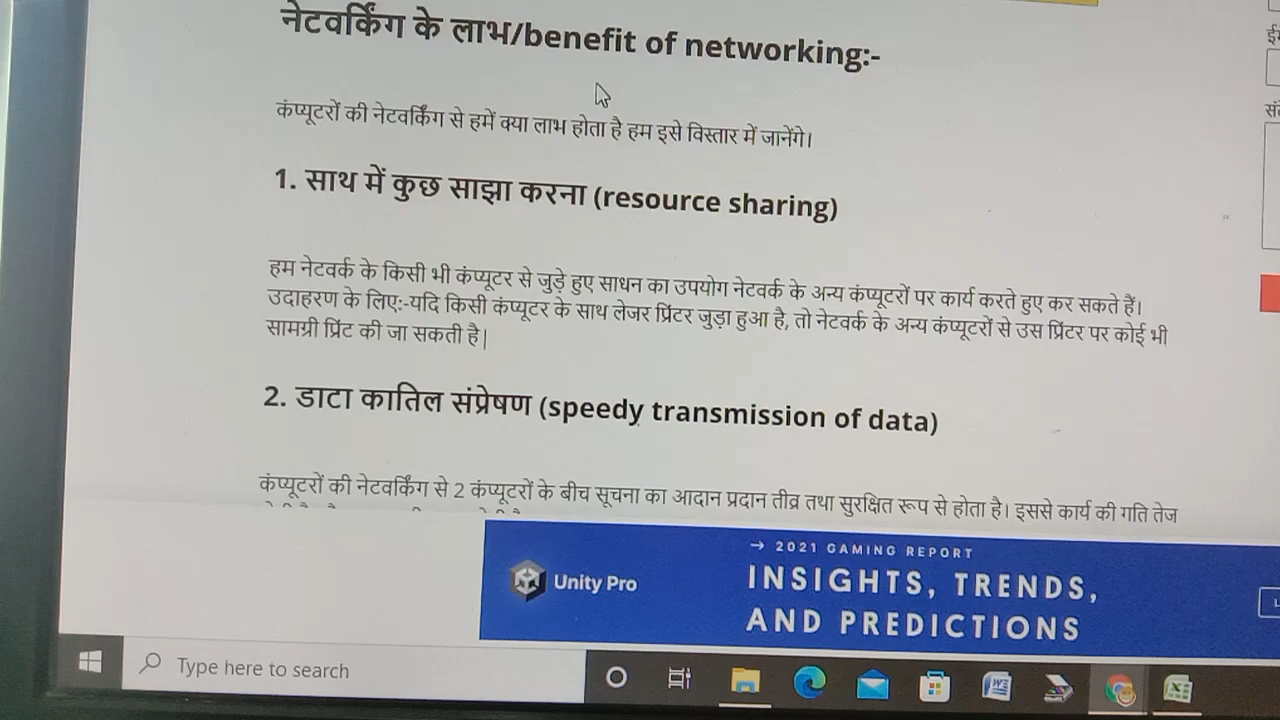 नेटवर्किंग के लाभ/benefit of networking:-
कंप्यूटरों की नेटवर्किंग से हमें क्या लाभ होता है हम इसे विस्तार में जानेंगे।
1. साथ में कुछ साझा करना (resource sharing)
हम नेटवर्क के किसी भी कंप्यूटर से जुड़े हुए साधन का उपयोग नेटवर्क के अन्य कंप्यूटरों पर कार्य करते हुए कर सकते हैं।
उदाहरण के लिए:-यदि किसी कंप्यूटर के साथ लेजर प्रिंटर जुड़ा हुआ है, तो नेटवर्क के अन्य कंप्यूटरों से उस प्रिंटर पर कोई भी
सामग्री प्रिंट की जा सकती है|
2. डाटा कातिल संप्रेषण (speedy transmission of data)
कंप्यूटरों की नेटवर्किंग से 2 कंप्यूटरों के बीच सूचना का आदान प्रदान तीव्र तथा सुरक्षित रूप से होता है। इससे कार्य की गति तेज
→ 2021 GAMING REPORT
Unity Pro
INSIGHTS, TRENDS,
AND PREDICTIONS
Type here to search